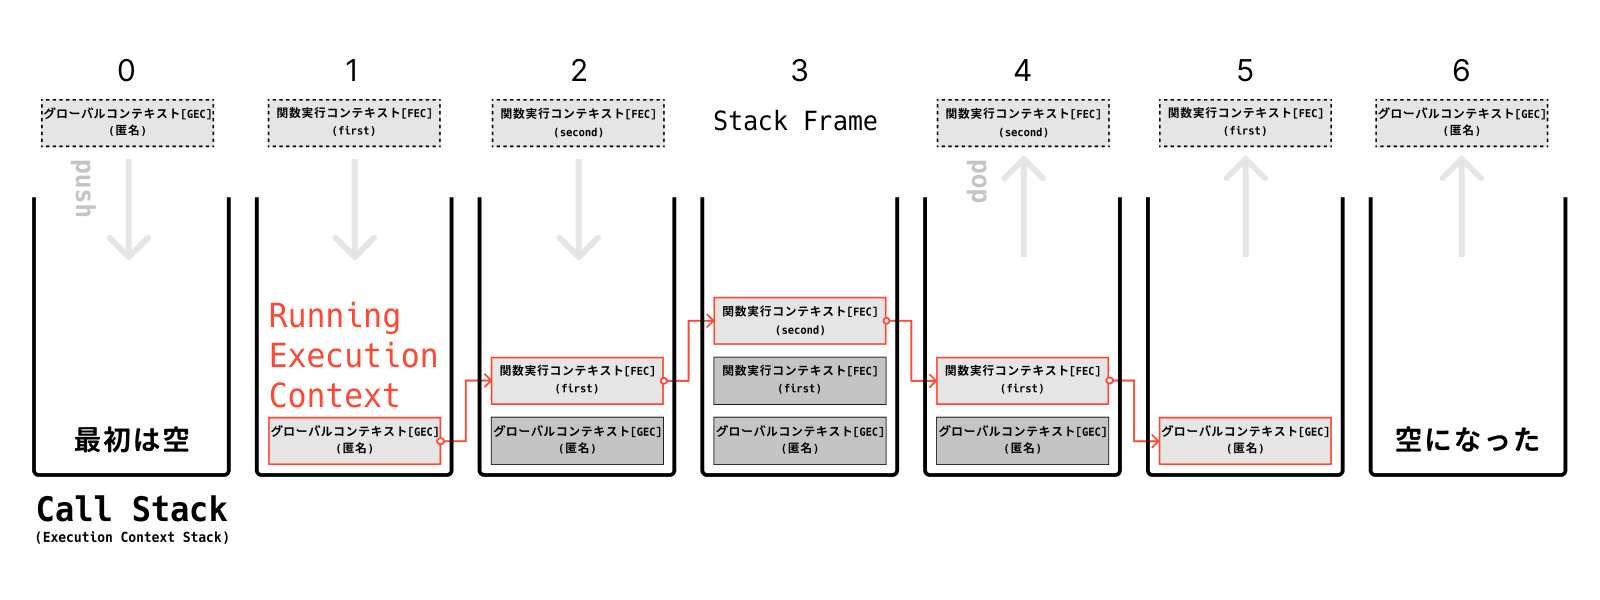 0
1
2
3
4
5
6
グローバルコンテキスト[GEC]
(匿名)
関数実行コンテキスト[FEC]
(first)
関数実行コンテキスト[FEC]
(second)
Stack Frame
関数実行コンテキスト[FEC]
(second)
関数実行コンテキスト[FEC]
(first)
グローバルコンテキスト[GEC]
(匿名)
push
pop
最初は空
Running
Execution
Context
グローバルコンテキスト[GEC]
(匿名)
関数実行コンテキスト[FEC]
(first)
グローバルコンテキスト[GEC]
(匿名)
関数実行コンテキスト[FEC]
(second)
関数実行コンテキスト[FEC]
(first)
グローバルコンテキスト[GEC]
(匿名)
関数実行コンテキスト[FEC]
(first)
グローバルコンテキスト[GEC]
(匿名)
グローバルコンテキスト[GEC]
(匿名)
空になった
Call Stack
(Execution Context Stack)